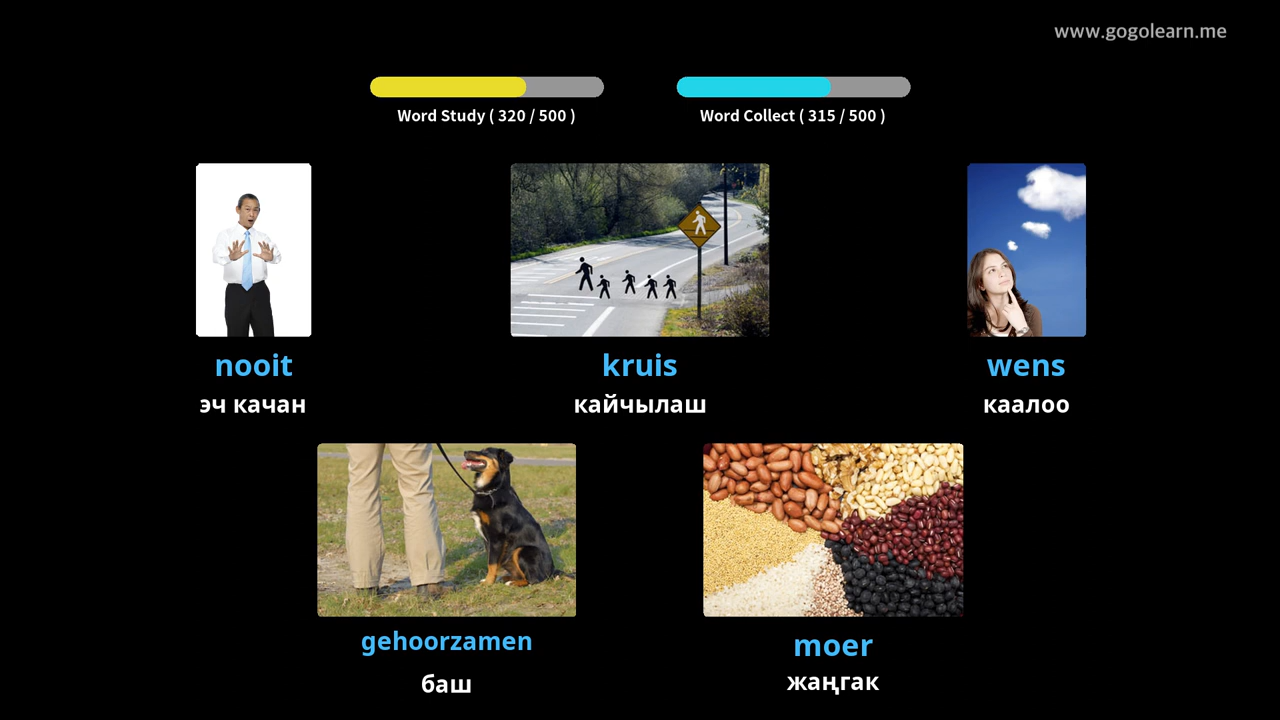 www.gogolearn.me
Word Study ( 320 / 500 )
Word Collect ( 315 / 500 )
nooit
эч качан
kruis
кайчылаш
wens
каалоо
gehoorzamen
баш
moer
жаңгак